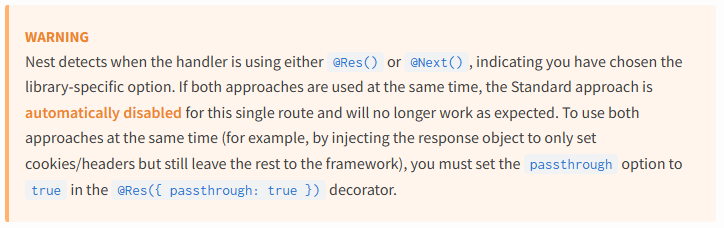 WARNING
Nest detects when the handler is using either @Res() or @Next(), indicating you have chosen the
library-specific option. If both approaches are used at the same time, the Standard approach is
automatically disabled for this single route and will no longer work as expected. To use both
approaches at the same time (for example, by injecting the response object to only set
cookies/headers but still leave the rest to the framework), you must set the passthrough option to
true in the @Res({ passthrough: true }) decorator.